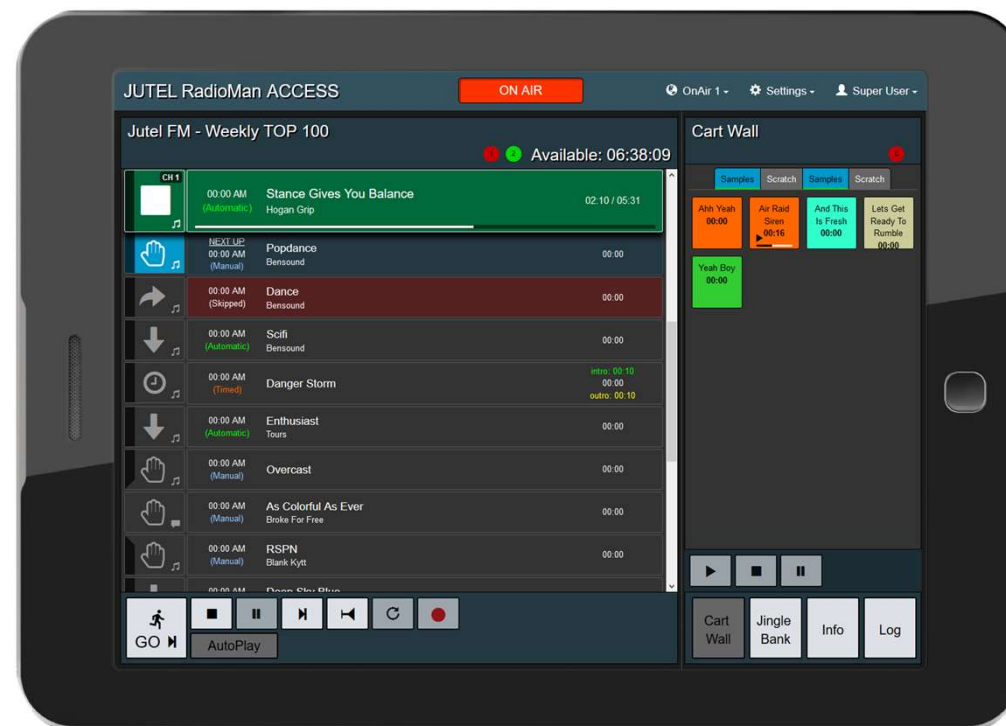 JUTEL RadioMan ACCESS
ON AIR
OnAir 1
Settings
Super User
Jutel FM - Weekly TOP 100
2
Available: 06:38:09
CH 1
00:00 AM
(Automatic)
Stance Gives You Balance
Hogan Grip
02:10 / 05:31
NEXT UP
00:00 AM
(Manual)
Popdance
Bensound
00:00
00:00 AM
(Skipped)
Dance
Bensound
00:00
00:00 AM
(Automatic)
Scifi
Bensound
00:00
00:00 AM
(Timed)
Danger Storm
intro: 00:10
00:00
outro: 00:10
00:00 AM
(Automatic)
Enthusiast
Tours
00:00
00:00 AM
(Manual)
Overcast
00:00
00:00 AM
(Manual)
As Colorful As Ever
Broke For Free
00:00
00:00 AM
(Manual)
RSPN
Blank Kytt
00:00
00:00 AM
Deep Sky Blue
GO
AutoPlay
Cart Wall
Samples
Scratch
Samples
Scratch
Ahh Yeah
00:00
Air Raid
Siren
00:16
And This
Is Fresh
00:00
Lets Get
Ready To
Rumble
00:00
Yeah Boy
00:00
Cart
Wall
Jingle
Bank
Info
Log